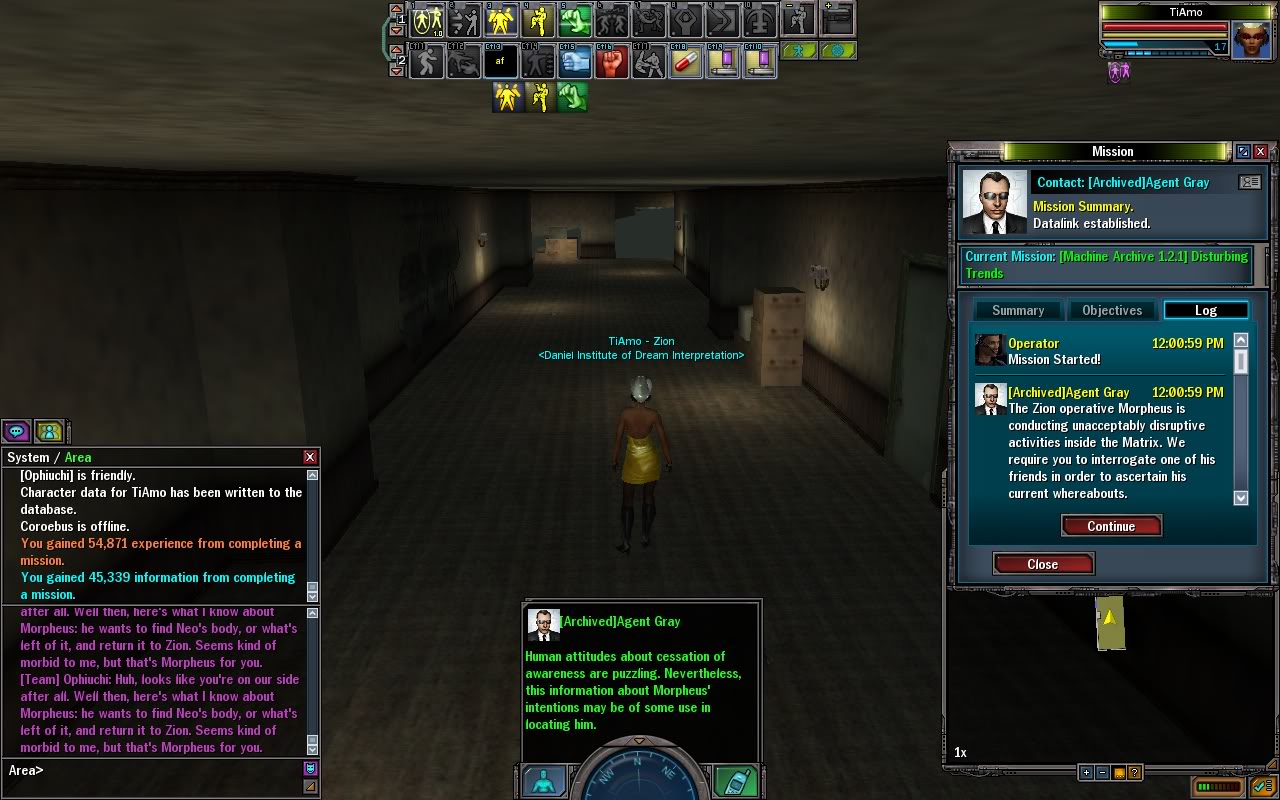 1
1.0
2
af
TiAmo
17
Mission
Contact: [Archived]Agent Gray
Mission Summary.
Datalink established.
Current Mission: [Machine Archive 1.2.1] Disturbing
Trends
Summary
Objectives
Log
Operator 12:00:59 PM
Mission Started!
[Archived]Agent Gray 12:00:59 PM
The Zion operative Morpheus is
conducting unacceptably disruptive
activities inside the Matrix. We
require you to interrogate one of his
friends in order to ascertain his
current whereabouts.
Continue
Close
TiAmo - Zion
<Daniel Institute of Dream Interpretation>
System / Area
[Ophiuchi] is friendly.
Character data for TiAmo has been written to the
database.
Coroebus is offline.
You gained 54,871 experience from completing a
mission.
You gained 45,339 information from completing
a mission.
after all. Well then, here's what I know about
Morpheus: he wants to find Neo's body, or what's
left of it, and return it to Zion. Seems kind of
morbid to me, but that's Morpheus for you.
[Team] Ophiuchi: Huh, looks like you're on our side
after all. Well then, here's what I know about
Morpheus: he wants to find Neo's body, or what's
left of it, and return it to Zion. Seems kind of
morbid to me, but that's Morpheus for you.
Area>
[Archived]Agent Gray
Human attitudes about cessation of
awareness are puzzling. Nevertheless,
this information about Morpheus'
intentions may be of some use in
locating him.
NW
N
NE
1x